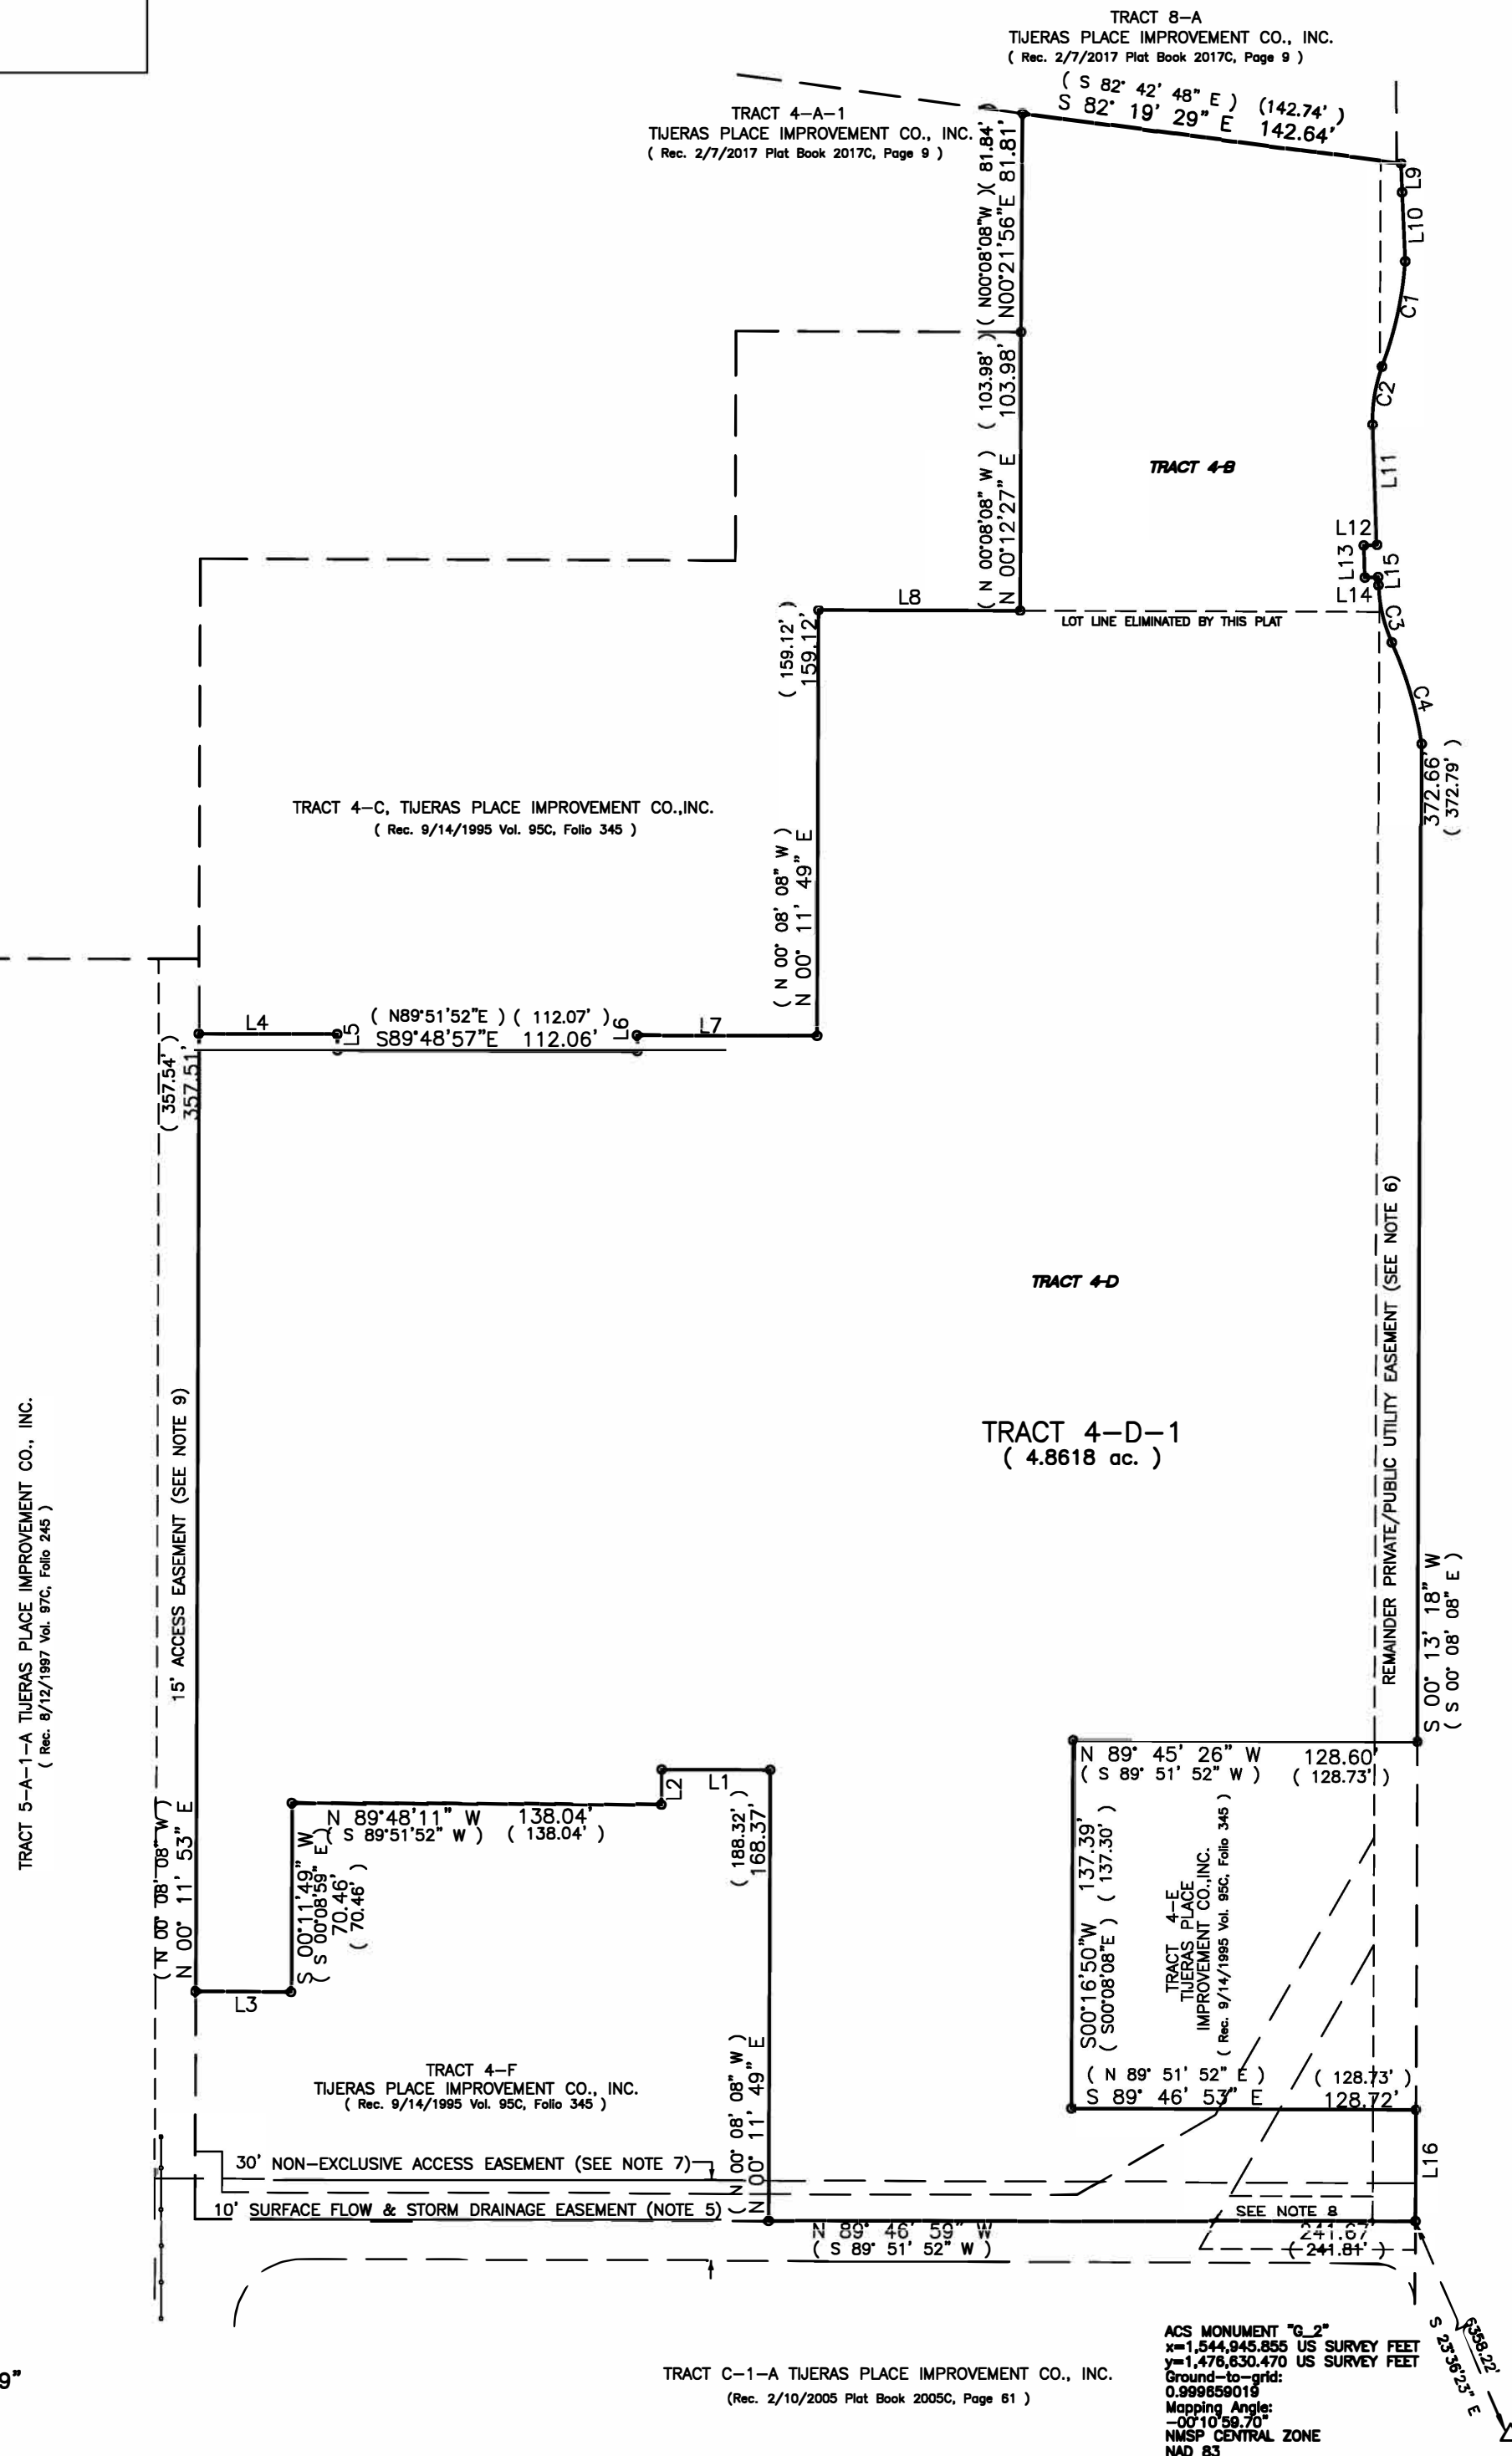 TRACT 8-A
TIJERAS PLACE IMPROVEMENT CO., INC.
( Rec. 2/7/2017 Plat Book 2017C, Page 9 )
( S 82° 42' 48" E ) (142.74' )
S 82° 19' 29" E 142.64'
TRACT 4-A-1
TIJERAS PLACE IMPROVEMENT CO., INC.
( Rec. 2/7/2017 Plat Book 2017C, Page 9 )
( N00°08'08"W )( 81.84' )
N00°21'56"E 81.81'
L9
L10
C1
C2
( N 00°08'08" W ) ( 103.98' )
N 00°12'27" E 103.98'
TRACT 4-B
L11
L12
L13
L15
L14
L8
LOT LINE ELIMINATED BY THIS PLAT
C3
C4
( 159.12' )
159.12'
( N 00° 08' 08" W )
N 00° 11' 49" E
372.66'
( 372.79' )
TRACT 4-C, TIJERAS PLACE IMPROVEMENT CO.,INC.
( Rec. 9/14/1995 Vol. 95C, Folio 345 )
L4
L5
( N89°51'52"E ) ( 112.07' )
S89°48'57"E 112.06'
L6
L7
( 357.54' )
357.51'
TRACT 4-D
TRACT 4-D-1
( 4.8618 ac. )
REMAINDER PRIVATE/PUBLIC UTILITY EASEMENT (SEE NOTE 6)
S 00° 13' 18" W
( S 00° 08' 08" E )
15' ACCESS EASEMENT (SEE NOTE 9)
TRACT 5-A-1-A TIJERAS PLACE IMPROVEMENT CO., INC.
( Rec. 8/12/1997 Vol. 97C, Folio 245 )
( N 00° 08' 08" W )
N 00° 11' 53" E
N 89° 45' 26" W 128.60'
( S 89° 51' 52" W ) ( 128.73' )
L2
L1
N 89°48'11" W 138.04'
( S 89°51'52" W ) ( 138.04' )
S 00°11'49" W
( S 00°08'59" E )
70.46'
( 70.46' )
( 188.32' )
168.37'
S00°16'50"W 137.39'
( S00°08'08"E ) ( 137.30' )
TRACT 4-E
TIJERAS PLACE
IMPROVEMENT CO.,INC.
( Rec. 9/14/1995 Vol. 95C, Folio 345 )
L3
TRACT 4-F
TIJERAS PLACE IMPROVEMENT CO., INC.
( Rec. 9/14/1995 Vol. 95C, Folio 345 )
( N 00° 08' 08" W )
N 00° 11' 49" E
( N 89° 51' 52" E ) ( 128.73' )
S 89° 46' 53" E 128.72'
L16
30' NON-EXCLUSIVE ACCESS EASEMENT (SEE NOTE 7)
10' SURFACE FLOW & STORM DRAINAGE EASEMENT (NOTE 5)
SEE NOTE 8
N 89° 46' 59" W 241.67'
( S 89° 51' 52" W ) ( 241.81' )
6358.22'
S 23°36'23" E
ACS MONUMENT "G_2"
x=1,544,945.855 US SURVEY FEET
y=1,476,630.470 US SURVEY FEET
Ground-to-grid:
0.999659019
Mapping Angle:
-00°10'59.70"
NMSP CENTRAL ZONE
NAD 83
TRACT C-1-A TIJERAS PLACE IMPROVEMENT CO., INC.
(Rec. 2/10/2005 Plat Book 2005C, Page 61 )
9"